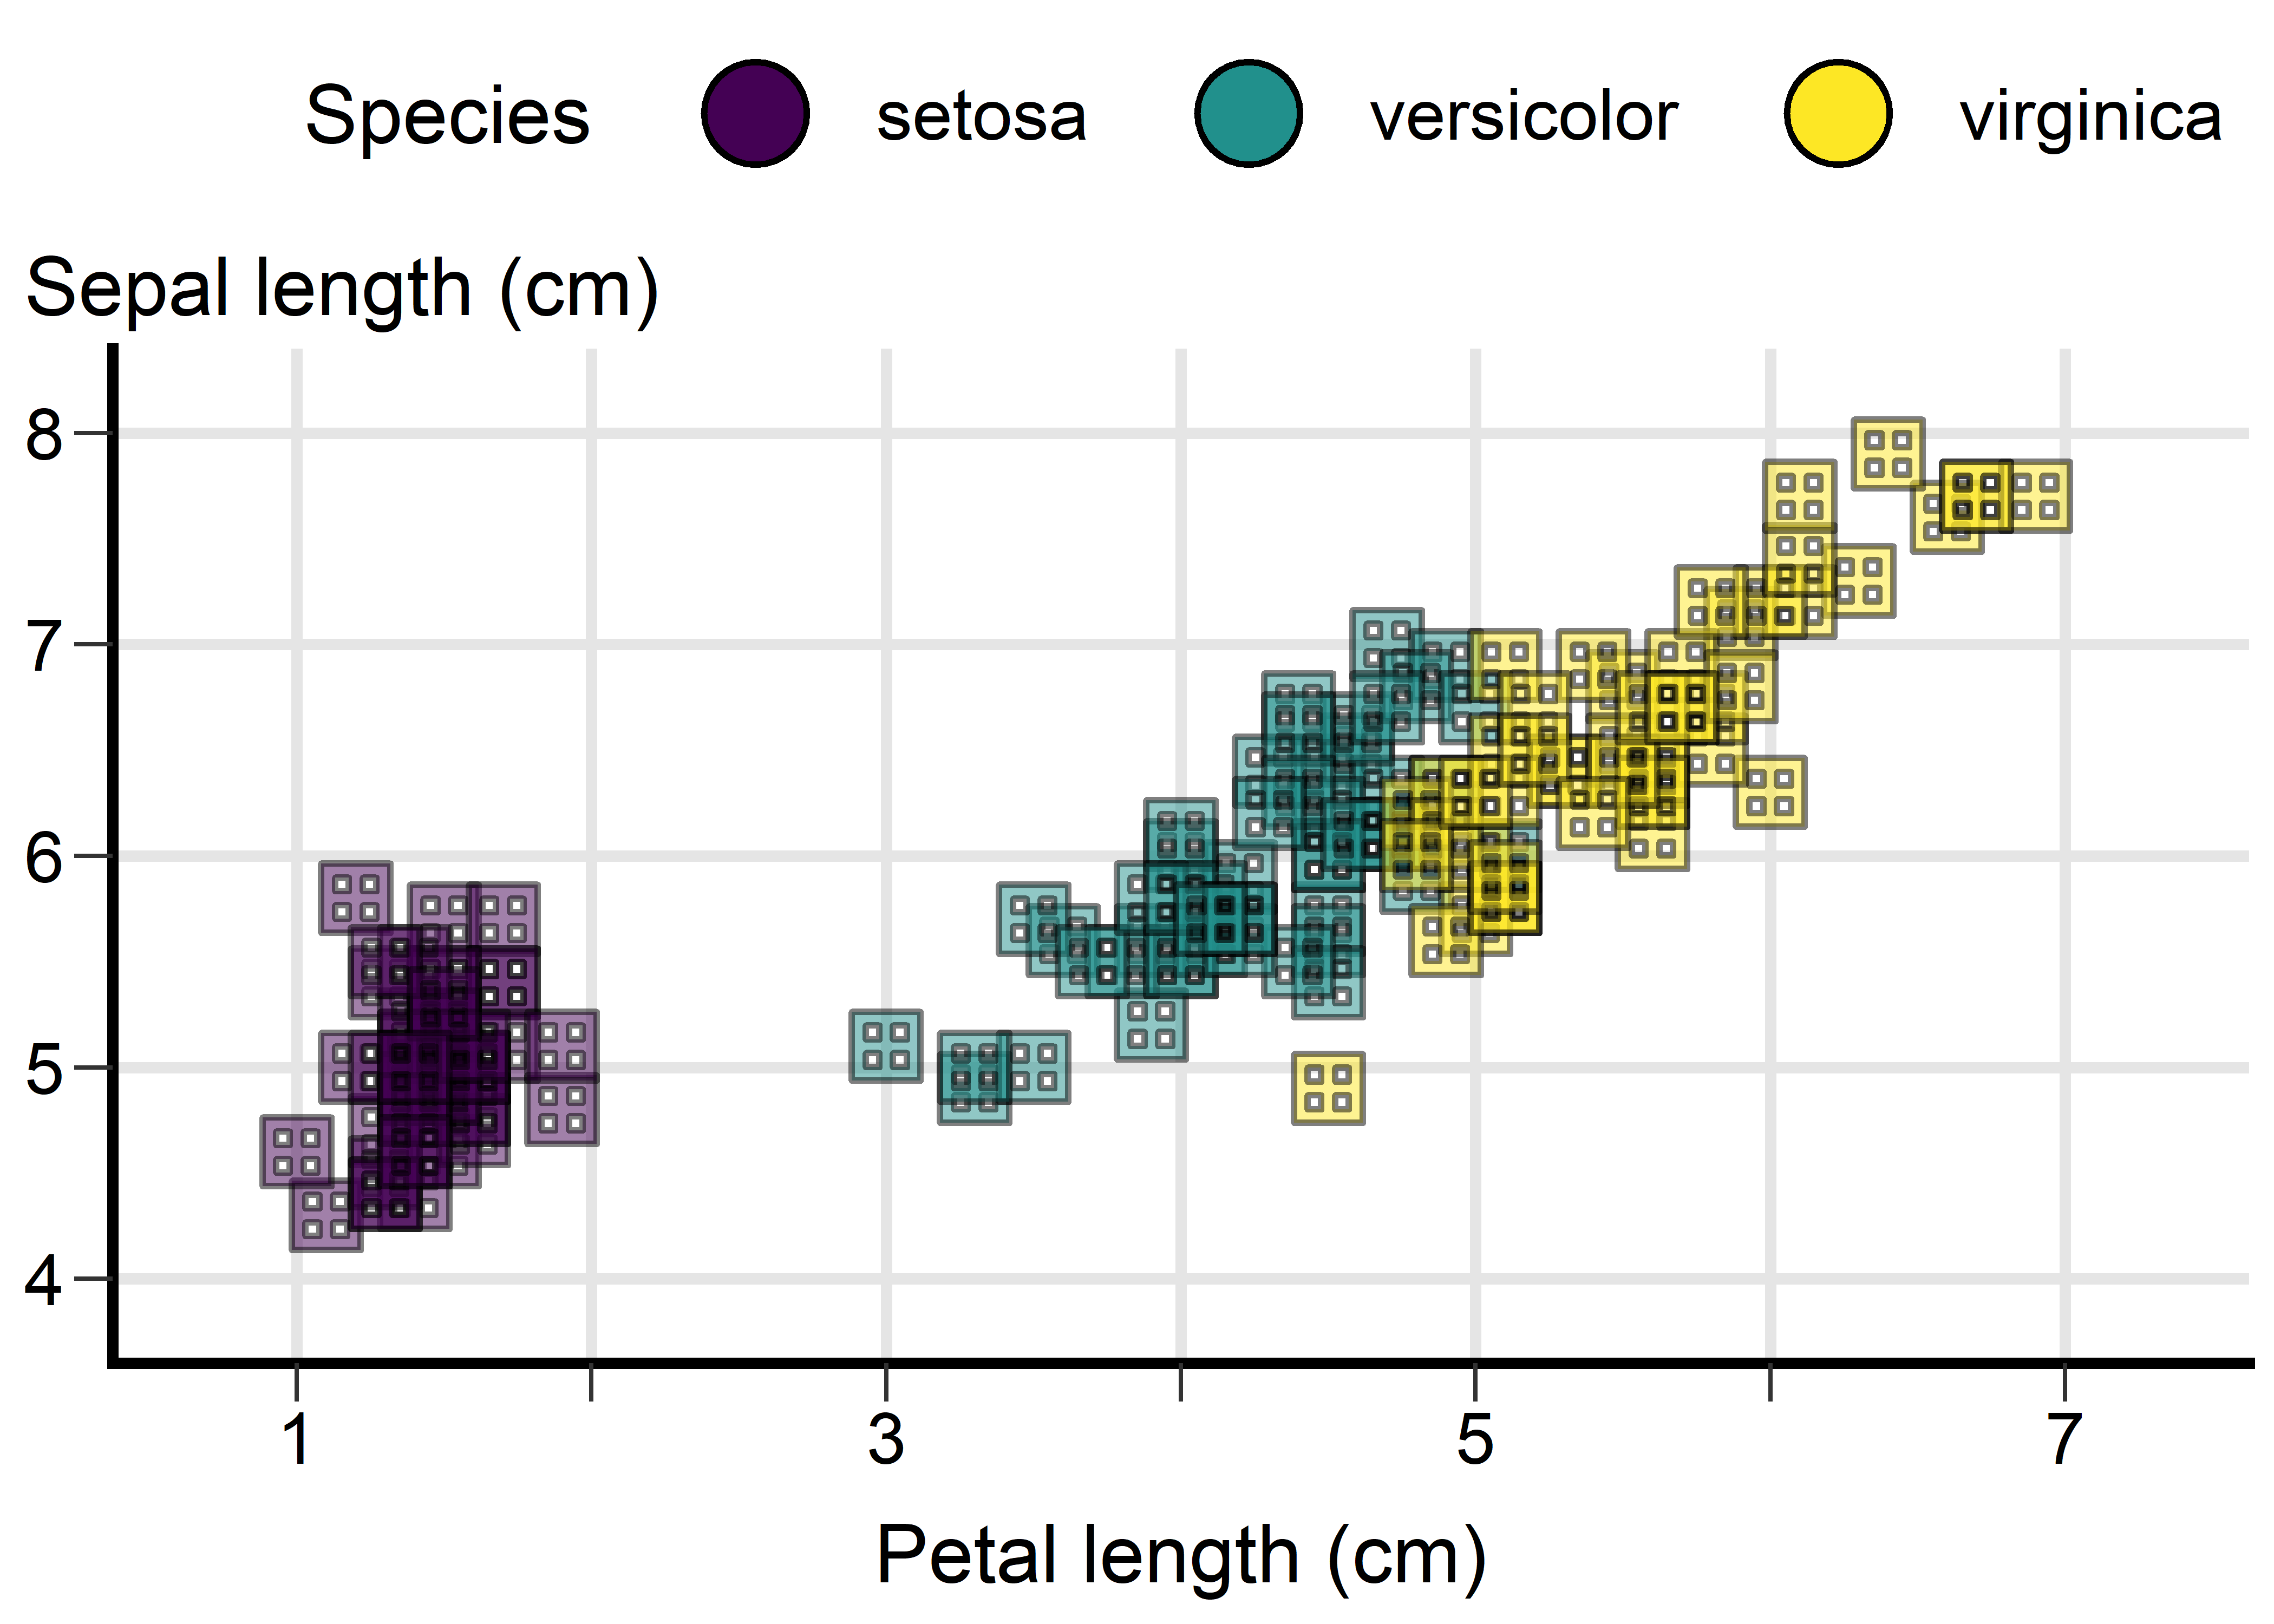 Species setosa versicolor virginica
Sepal length (cm)
8
7
6
5
4
1 3 5 7
Petal length (cm)